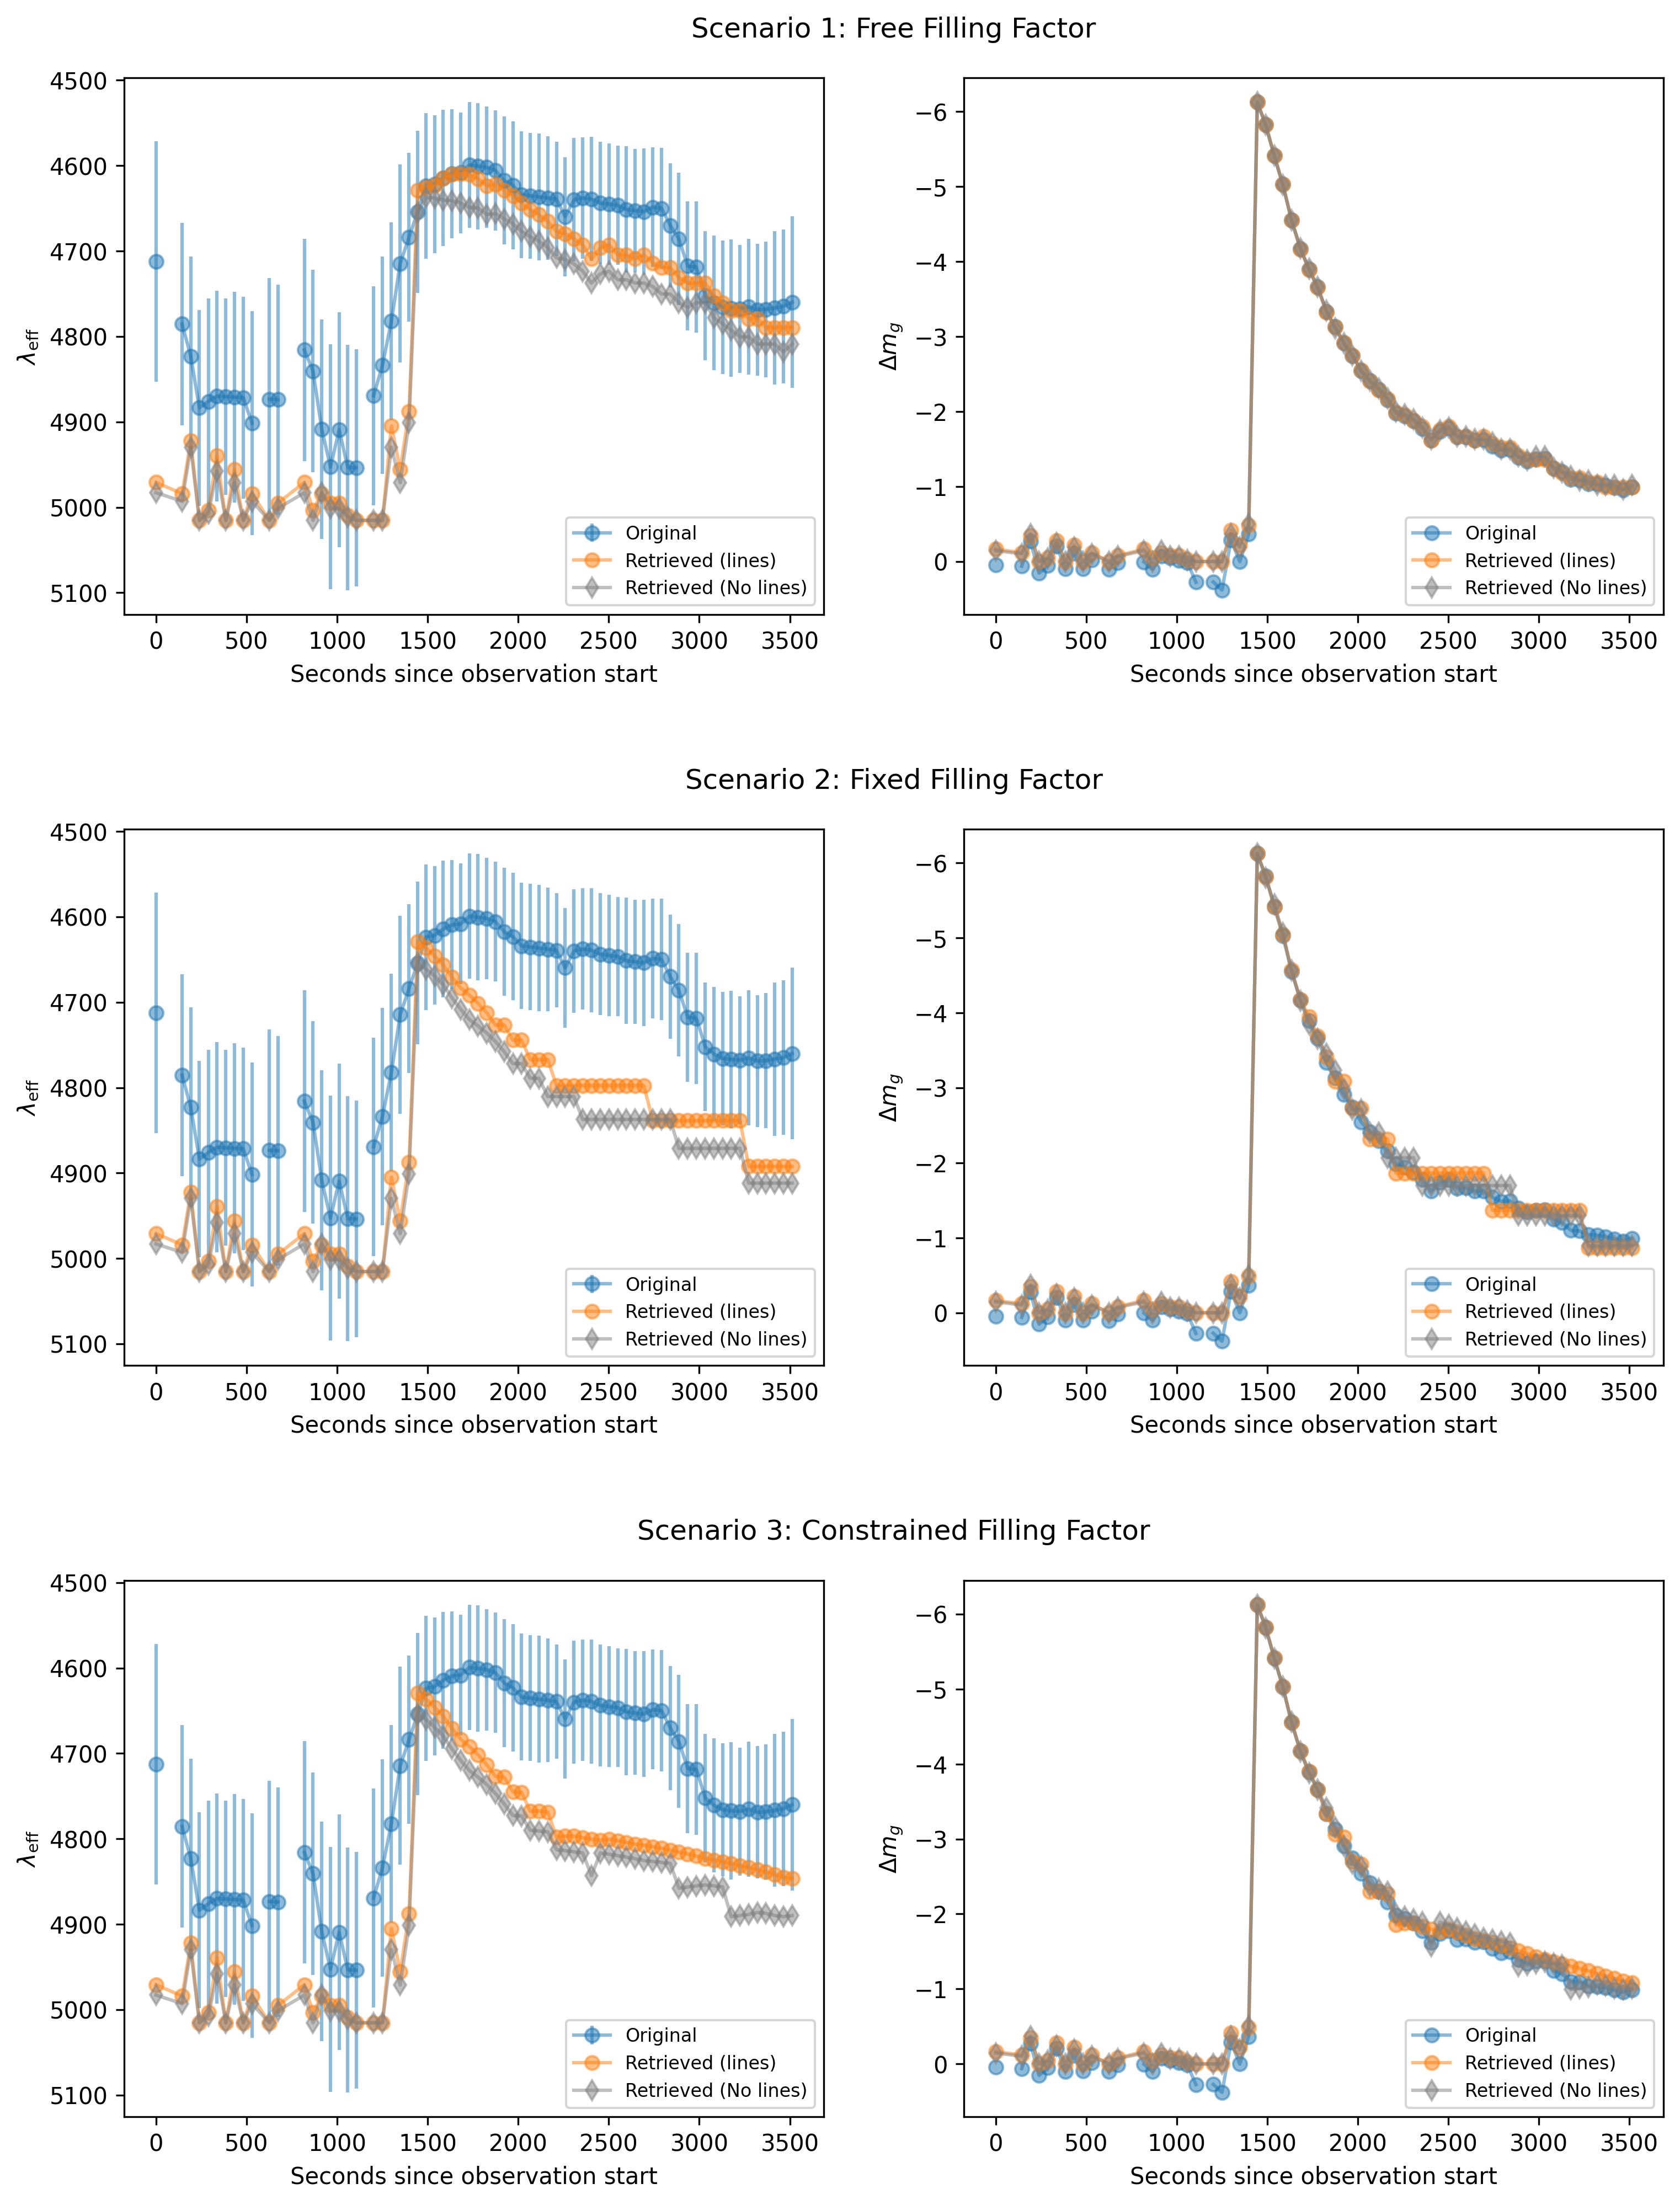 Scenario 1: Free Filling Factor
4500
4600
4700
4800
4900
5000
5100
λeff
0 500 1000 1500 2000 2500 3000 3500
Seconds since observation start
Original
Retrieved (lines)
Retrieved (No lines)
−6
−5
−4
−3
−2
−1
0
Δmg
0 500 1000 1500 2000 2500 3000 3500
Seconds since observation start
Original
Retrieved (lines)
Retrieved (No lines)
Scenario 2: Fixed Filling Factor
4500
4600
4700
4800
4900
5000
5100
λeff
0 500 1000 1500 2000 2500 3000 3500
Seconds since observation start
Original
Retrieved (lines)
Retrieved (No lines)
−6
−5
−4
−3
−2
−1
0
Δmg
0 500 1000 1500 2000 2500 3000 3500
Seconds since observation start
Original
Retrieved (lines)
Retrieved (No lines)
Scenario 3: Constrained Filling Factor
4500
4600
4700
4800
4900
5000
5100
λeff
0 500 1000 1500 2000 2500 3000 3500
Seconds since observation start
Original
Retrieved (lines)
Retrieved (No lines)
−6
−5
−4
−3
−2
−1
0
Δmg
0 500 1000 1500 2000 2500 3000 3500
Seconds since observation start
Original
Retrieved (lines)
Retrieved (No lines)